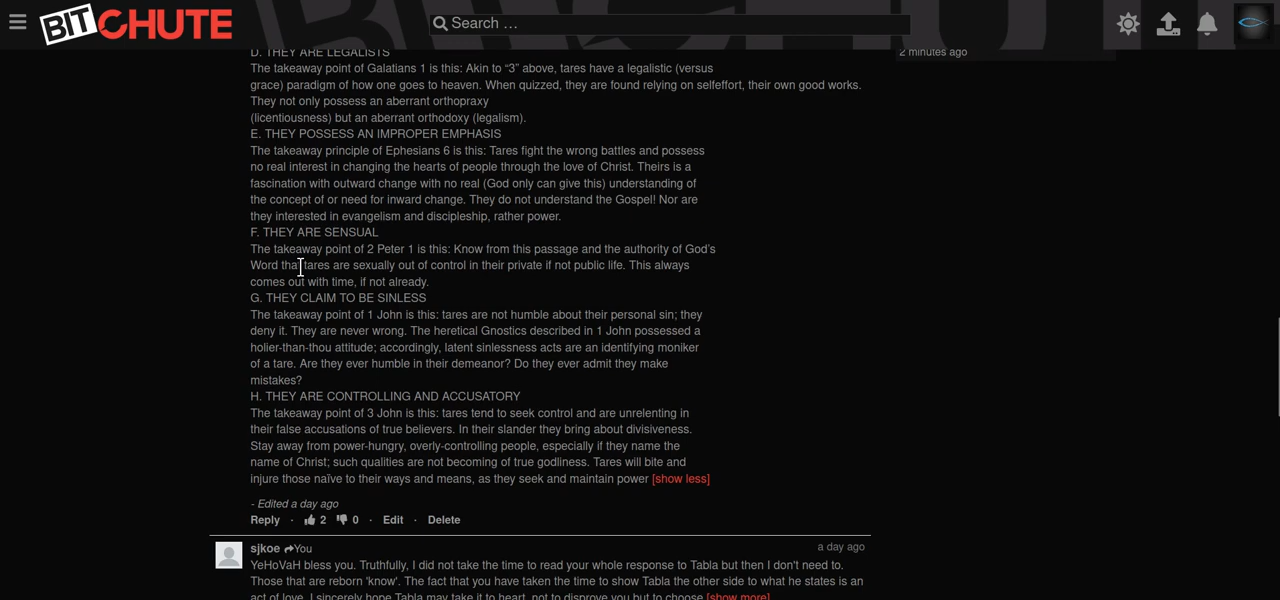 BITCHUTE
Search ...
D. THEY ARE LEGALISTS
2 minutes ago
The takeaway point of Galatians 1 is this: Akin to “3” above, tares have a legalistic (versus
grace) paradigm of how one goes to heaven. When quizzed, they are found relying on selfeffort, their own good works.
They not only possess an aberrant orthopraxy
(licentiousness) but an aberrant orthodoxy (legalism).
E. THEY POSSESS AN IMPROPER EMPHASIS
The takeaway principle of Ephesians 6 is this: Tares fight the wrong battles and possess
no real interest in changing the hearts of people through the love of Christ. Theirs is a
fascination with outward change with no real (God only can give this) understanding of
the concept of or need for inward change. They do not understand the Gospel! Nor are
they interested in evangelism and discipleship, rather power.
F. THEY ARE SENSUAL
The takeaway point of 2 Peter 1 is this: Know from this passage and the authority of God’s
Word that tares are sexually out of control in their private if not public life. This always
comes out with time, if not already.
G. THEY CLAIM TO BE SINLESS
The takeaway point of 1 John is this: tares are not humble about their personal sin; they
deny it. They are never wrong. The heretical Gnostics described in 1 John possessed a
holier-than-thou attitude; accordingly, latent sinlessness acts are an identifying moniker
of a tare. Are they ever humble in their demeanor? Do they ever admit they make
mistakes?
H. THEY ARE CONTROLLING AND ACCUSATORY
The takeaway point of 3 John is this: tares tend to seek control and are unrelenting in
their false accusations of true believers. In their slander they bring about divisiveness.
Stay away from power-hungry, overly-controlling people, especially if they name the
name of Christ; such qualities are not becoming of true godliness. Tares will bite and
injure those naïve to their ways and means, as they seek and maintain power [show less]
- Edited a day ago
Reply · 2 0 · Edit · Delete
sjkoe You
a day ago
YeHoVaH bless you. Truthfully, I did not take the time to read your whole response to Tabla but then I don't need to.
Those that are reborn 'know'. The fact that you have taken the time to show Tabla the other side to what he states is an
act of love. I sincerely hope Tabla may take it to heart, not to disprove you but to choose [show more]